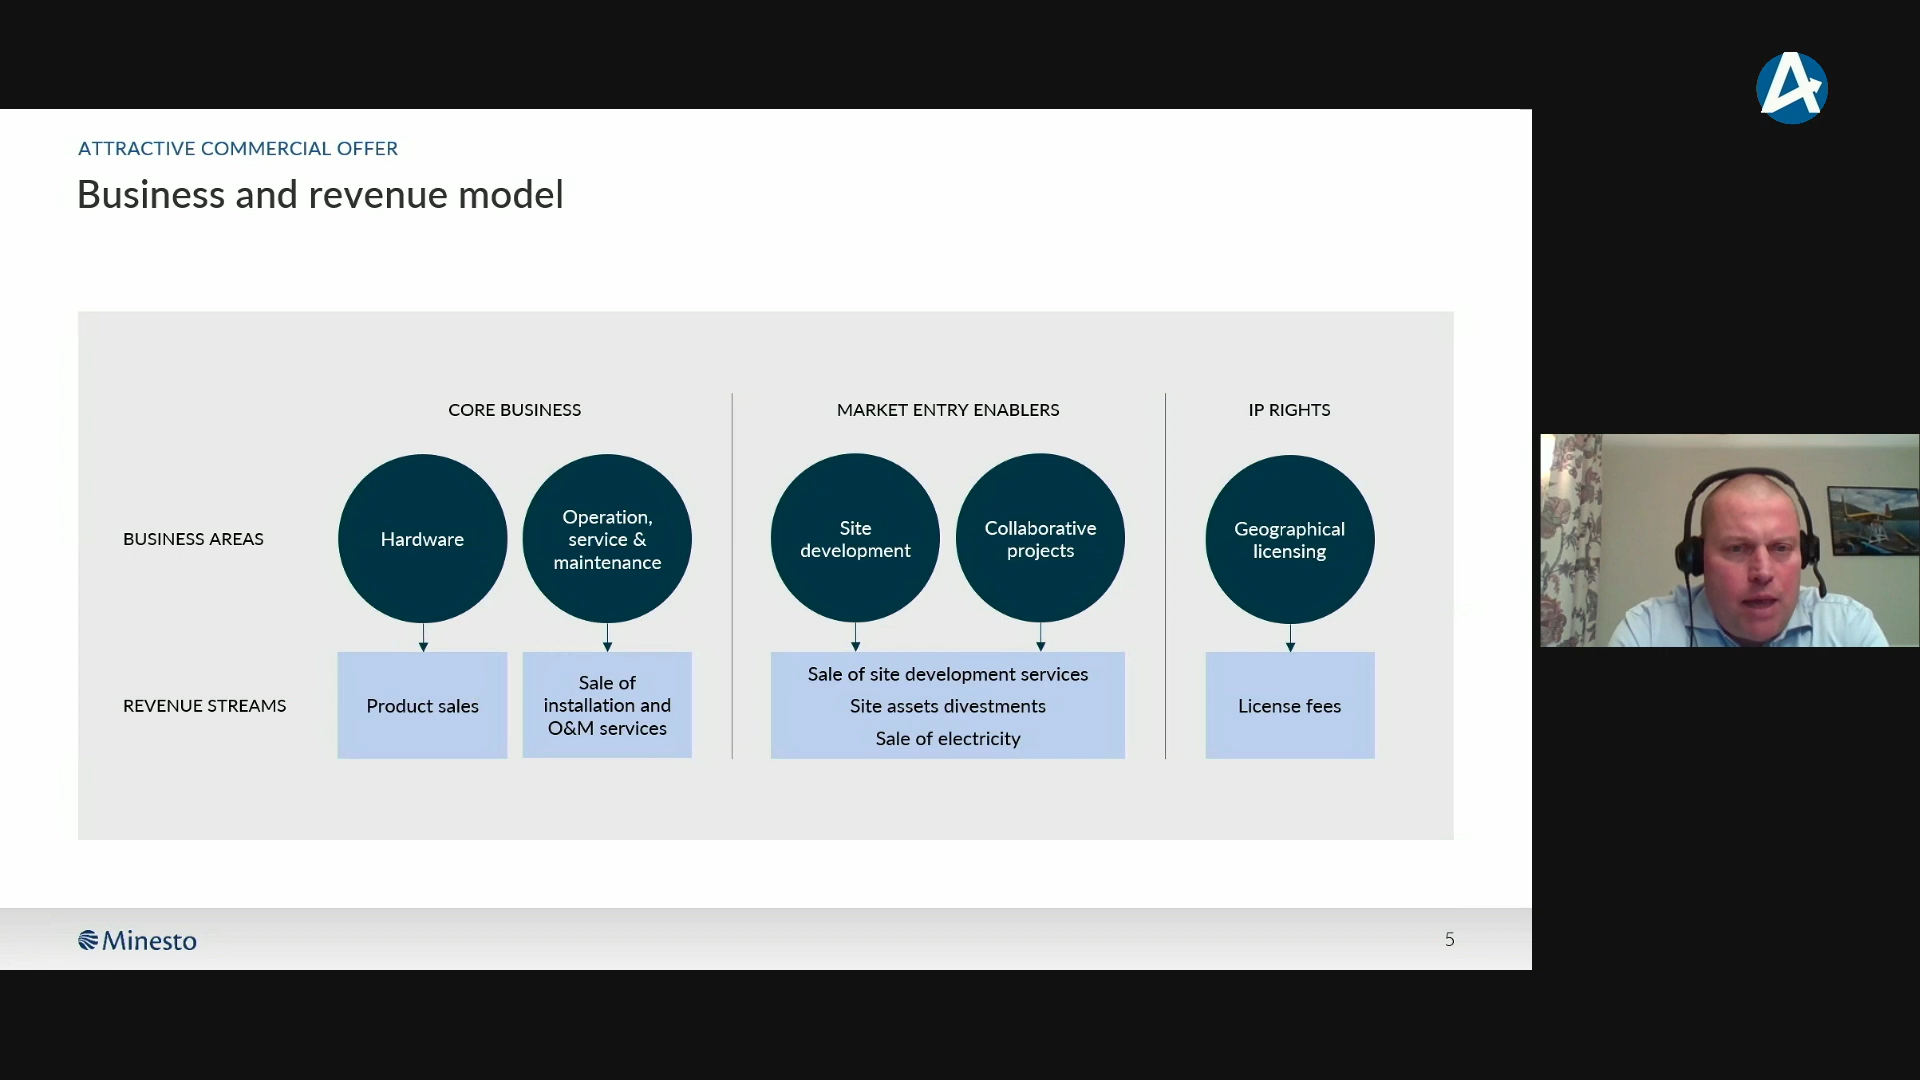 ATTRACTIVE COMMERCIAL OFFER
Business and revenue model
CORE BUSINESS
MARKET ENTRY ENABLERS
IP RIGHTS
BUSINESS AREAS
Hardware
Operation,
service &
maintenance
Site
development
Collaborative
projects
Geographical
licensing
REVENUE STREAMS
Product sales
Sale of
installation and
O&M services
Sale of site development services
Site assets divestments
Sale of electricity
License fees
Minesto
5